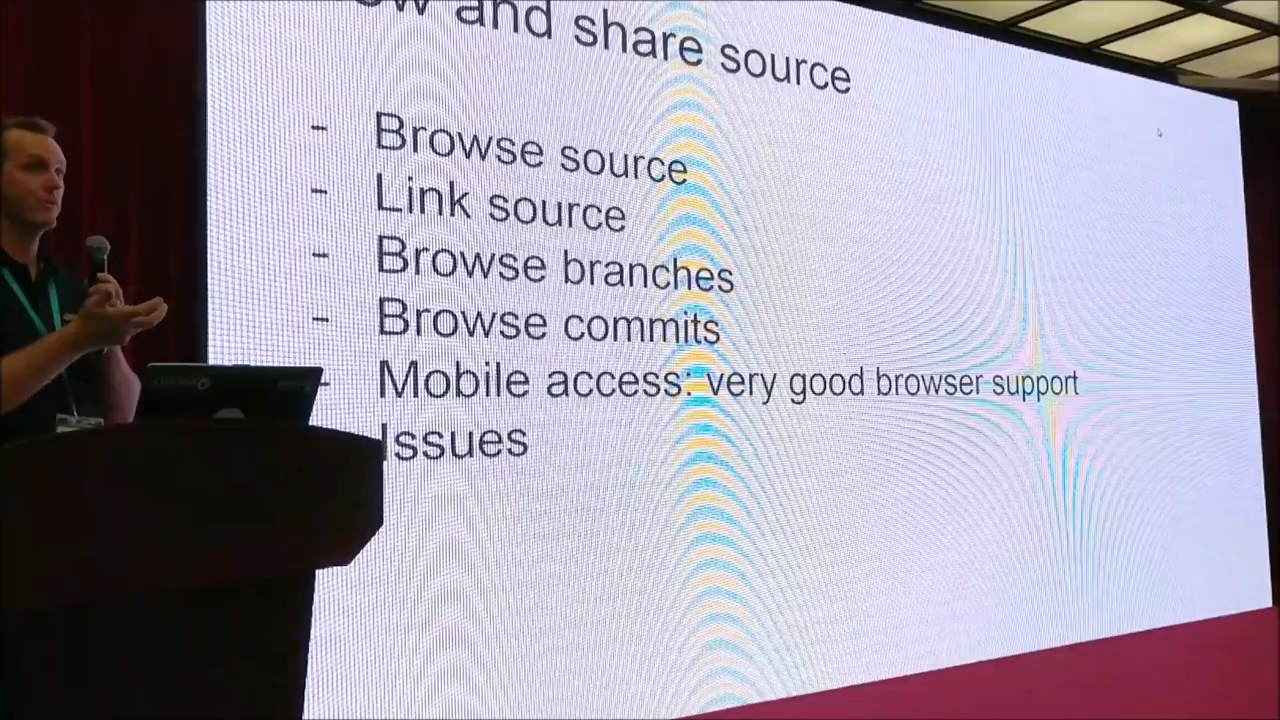 and share source
- Browse source
- Link source
- Browse branches
- Browse commits
- Mobile access: very good browser support
Issues